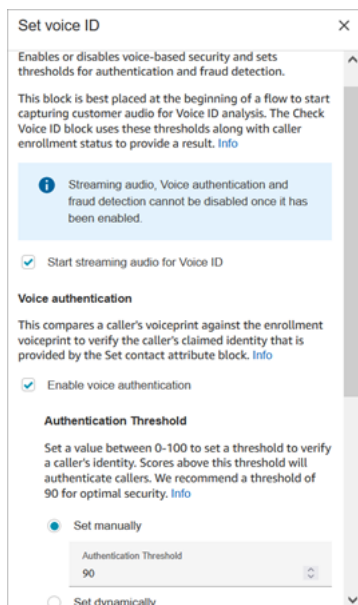 Set voice ID
Enables or disables voice-based security and sets
thresholds for authentication and fraud detection.
This block is best placed at the beginning of a flow to start
capturing customer audio for Voice ID analysis. The Check
Voice ID block uses these thresholds along with caller
enrollment status to provide a result. Info
Streaming audio, Voice authentication and
fraud detection cannot be disabled once it has
been enabled.
Start streaming audio for Voice ID
Voice authentication
This compares a caller's voiceprint against the enrollment
voiceprint to verify the caller's claimed identity that is
provided by the Set contact attribute block. Info
Enable voice authentication
Authentication Threshold
Set a value between 0-100 to set a threshold to verify
a caller's identity. Scores above this threshold will
authenticate callers. We recommend a threshold of
90 for optimal security. Info
Set manually
Authentication Threshold
90
Set dynamically